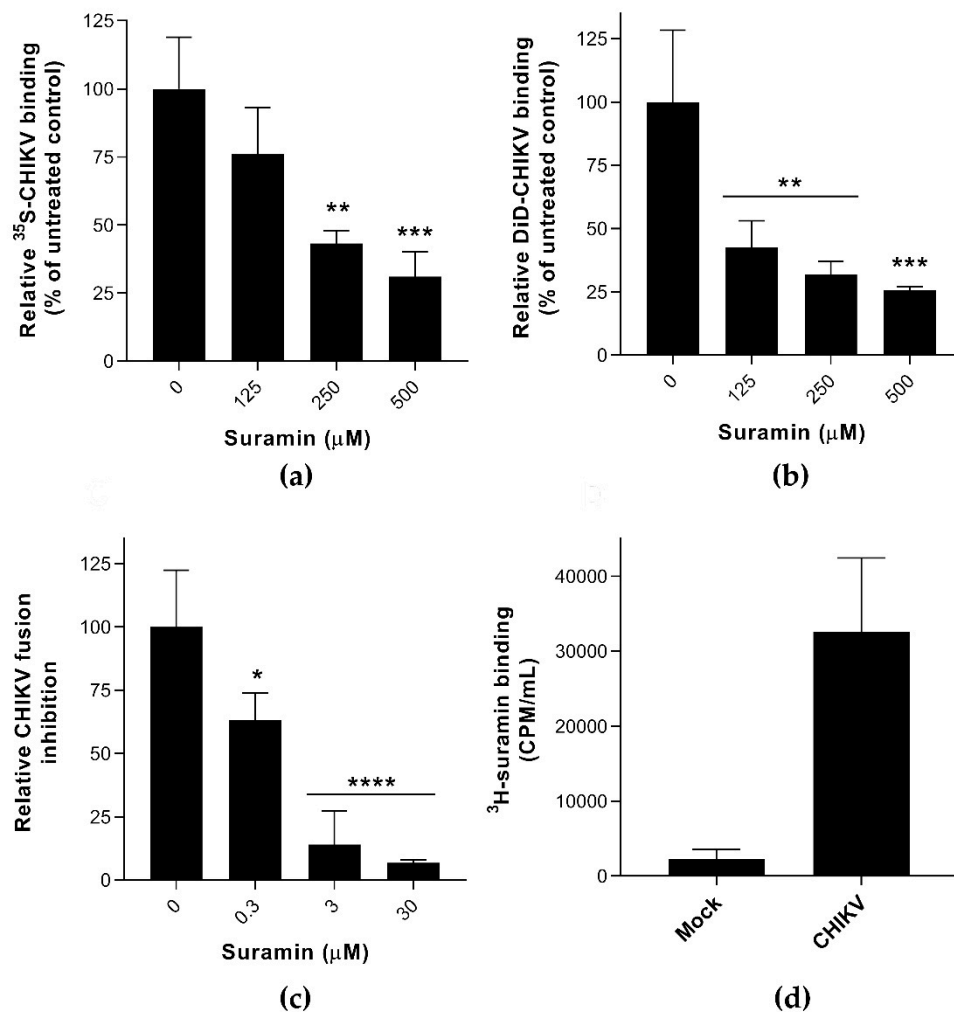 Relative ³⁵S-CHIKV binding
(% of untreated control)
125
100
75
50
25
0
**
***
0
125
250
500
Suramin (μM)
(a)
Relative DiD-CHIKV binding
(% of untreated control)
125
100
75
50
25
0
**
***
0
125
250
500
Suramin (μM)
(b)
Relative CHIKV fusion
inhibition
125
100
75
50
25
0
*
****
0
0.3
3
30
Suramin (μM)
(c)
³H-suramin binding
(CPM/mL)
40000
30000
20000
10000
0
Mock
CHIKV
(d)